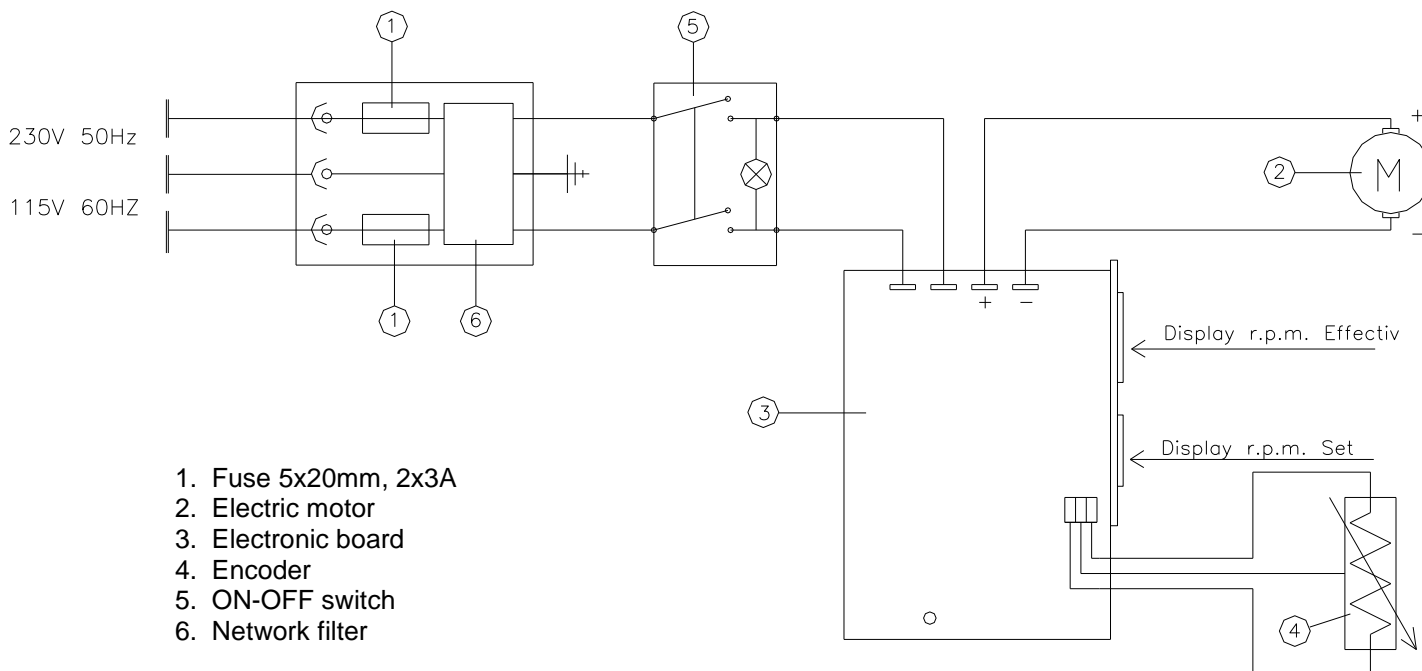 1
5
230V 50Hz
115V 60HZ
+
2
M
−
1
6
+ −
Display r.p.m. Effectiv
3
Display r.p.m. Set
1. Fuse 5x20mm, 2x3A
2. Electric motor
3. Electronic board
4. Encoder
5. ON-OFF switch
6. Network filter
4